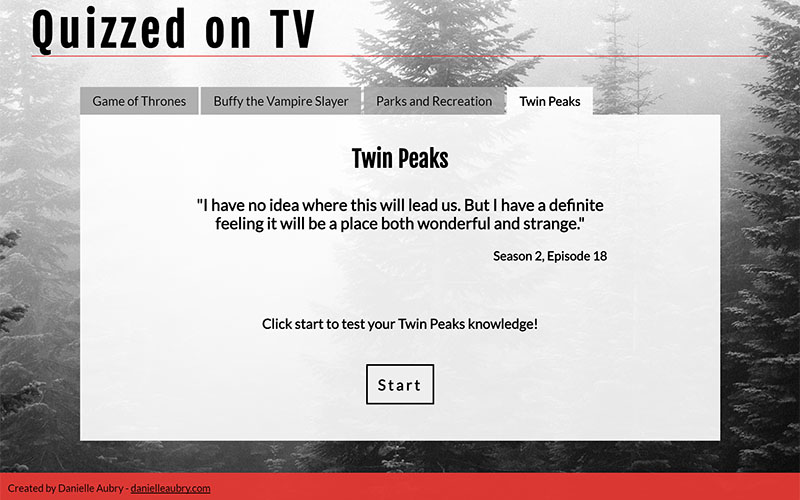 Quizzed on TV
Game of Thrones
Buffy the Vampire Slayer
Parks and Recreation
Twin Peaks
Twin Peaks
"I have no idea where this will lead us. But I have a definite
feeling it will be a place both wonderful and strange."
Season 2, Episode 18
Click start to test your Twin Peaks knowledge!
Start
Created by Danielle Aubry - danielleaubry.com